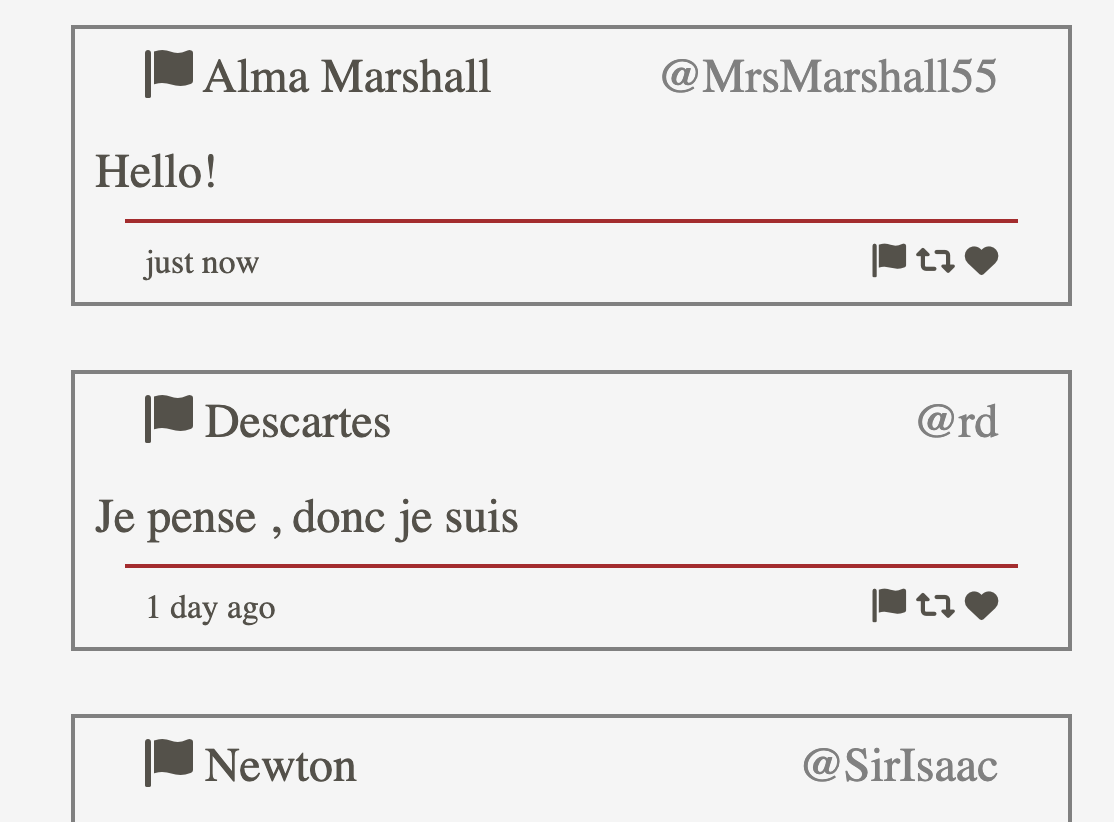 Alma Marshall @MrsMarshall55
Hello!
just now
Descartes @rd
Je pense , donc je suis
1 day ago
Newton @SirIsaac